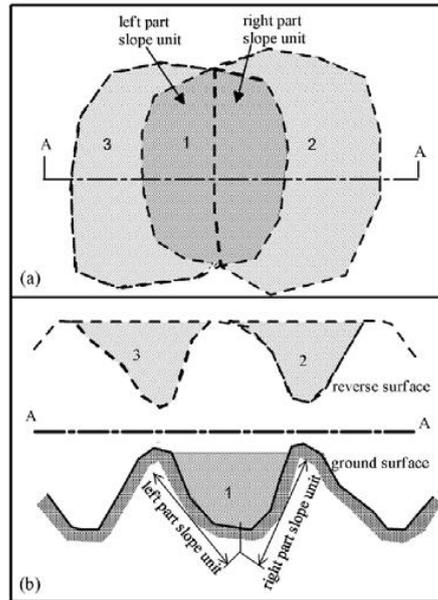 left part
slope unit
right part
slope unit
A
A
3
1
2
(a)
3
2
reverse surface
A
A
ground surface
1
left part slope unit
right part slope unit
(b)